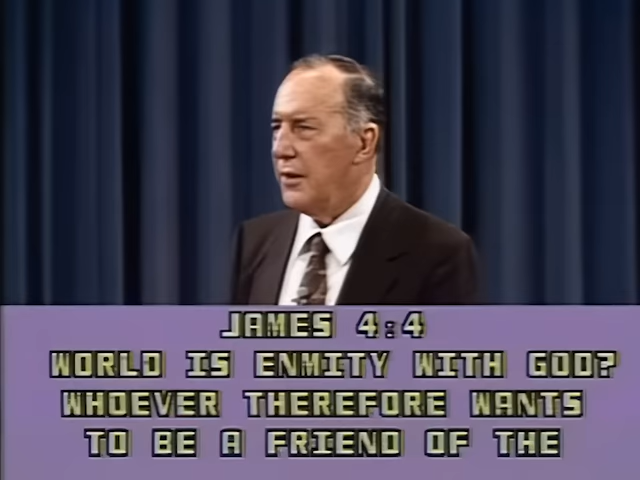 JAMES 4:4
WORLD IS ENMITY WITH GOD?
WHOEVER THEREFORE WANTS
TO BE A FRIEND OF THE